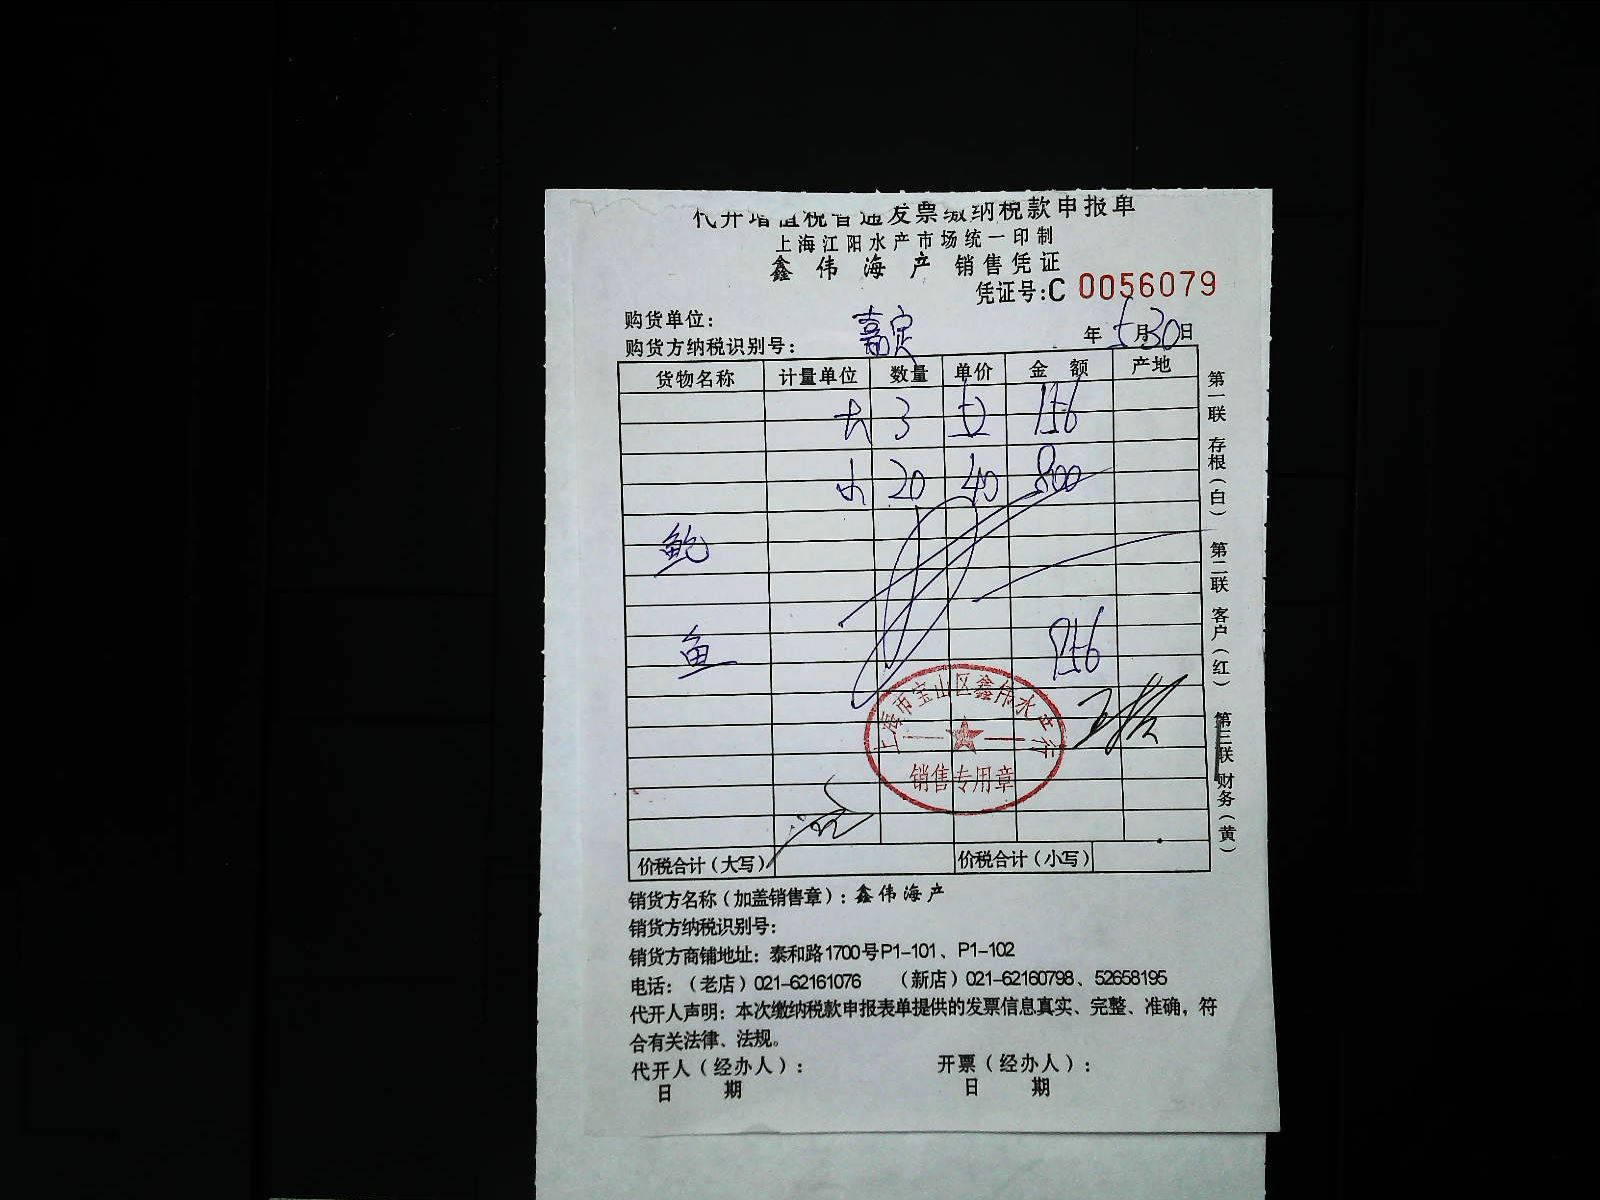 代开增值税普通发票缴纳税款申报单
上海江阳水产市场统一印制
鑫伟海产 销售凭证
凭证号:C 0056079
购货单位:
嘉定
年 5月30日
购货方纳税识别号:
货物名称 计量单位 数量 单价 金额 产地
大 3 52 156
小 20 40 800
鲍
鱼
956
上海市宝山区鑫伟水产行
销售专用章
价税合计(大写) 价税合计(小写)
第一联 存根(白) 第二联 客户(红) 第三联 财务(黄)
销货方名称(加盖销售章):鑫伟海产
销货方纳税识别号:
销货方商铺地址:泰和路1700号P1-101、P1-102
电话:(老店)021-62161076 (新店)021-62160798、52658195
代开人声明:本次缴纳税款申报表单提供的发票信息真实、完整、准确,符
合有关法律、法规。
代开人(经办人): 开票(经办人):
日 期 日 期